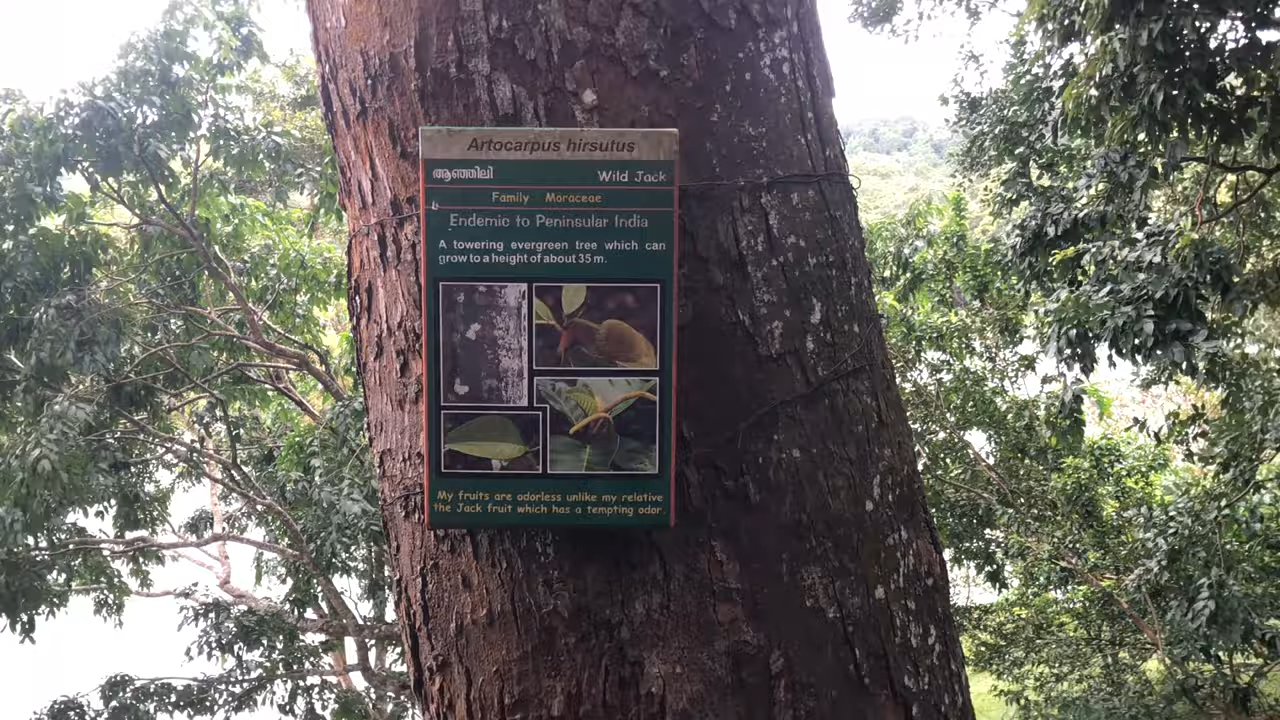 Artocarpus hirsutus
ആഞ്ഞിലി Wild Jack
Family Moraceae
Endemic to Peninsular India
A towering evergreen tree which can
grow to a height of about 35 m.
My fruits are odorless unlike my relative
the Jack fruit which has a tempting odor.